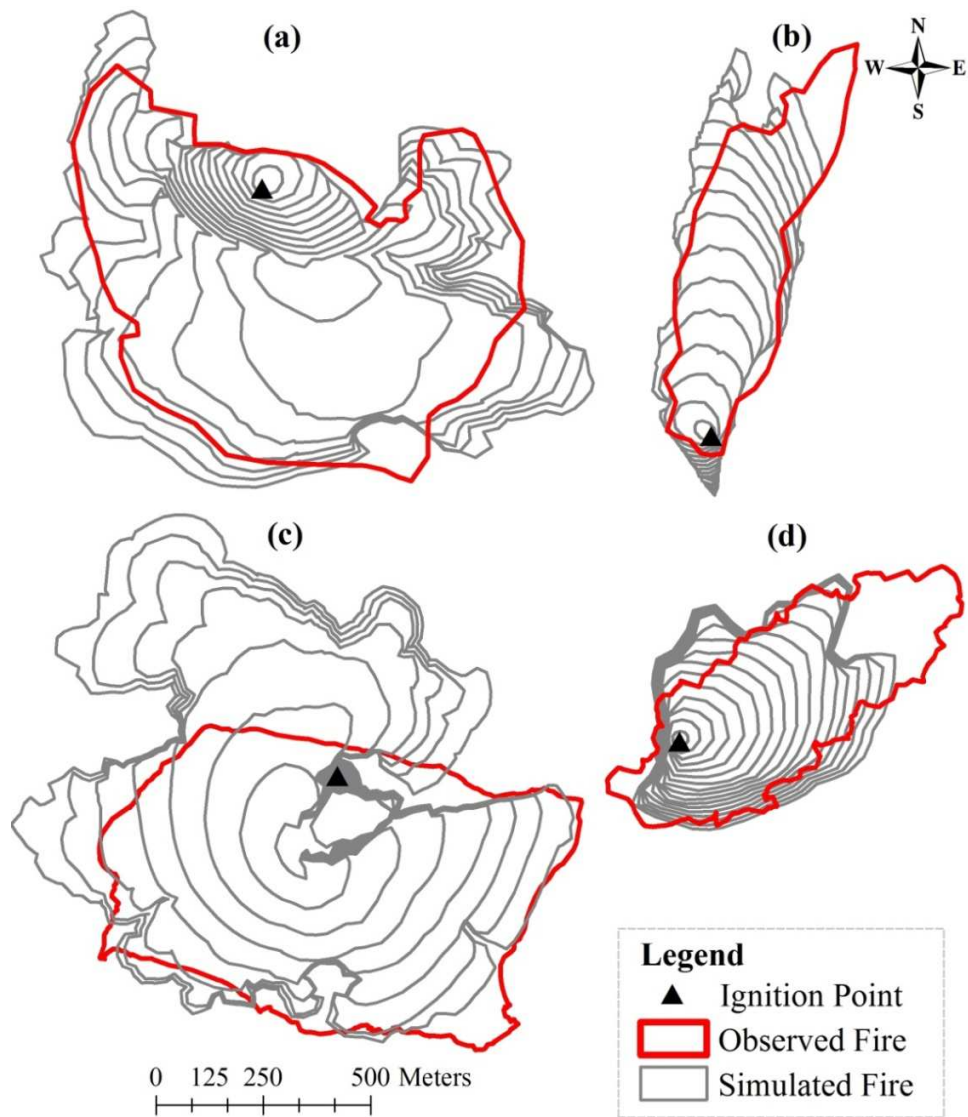 (a)
(b)
N
W E
S
(c)
(d)
Legend
Ignition Point
Observed Fire
Simulated Fire
0 125 250 500 Meters